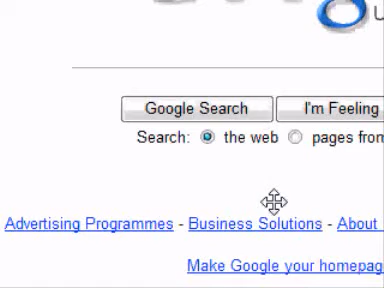 Google Search I'm Feeling
Search: the web pages from
Advertising Programmes - Business Solutions - About
Make Google your homepag